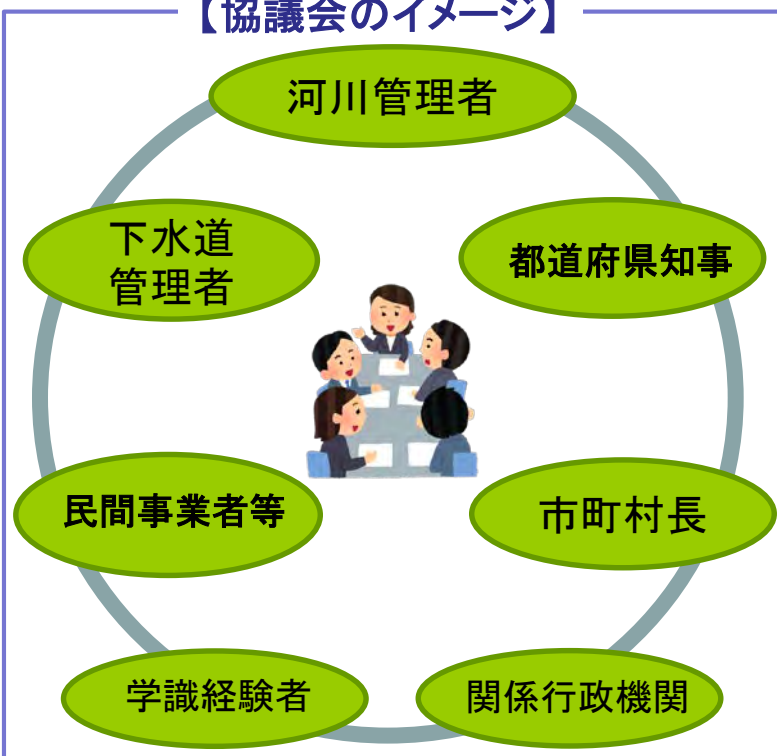 【協議会のイメージ】
河川管理者
下水道
管理者
都道府県知事
民間事業者等
市町村長
学識経験者
関係行政機関